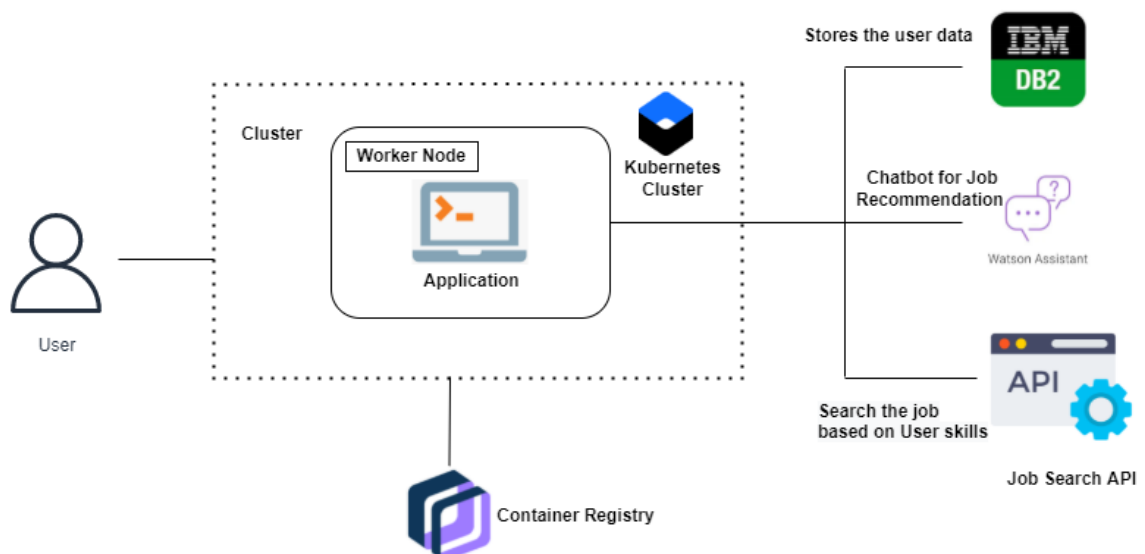 Stores the user data
IBM
DB2
Cluster
Worker Node
Kubernetes
Cluster
Application
Chatbot for Job
Recommendation
?
Watson Assistant
User
API
Search the job
based on User skills
Job Search API
Container Registry